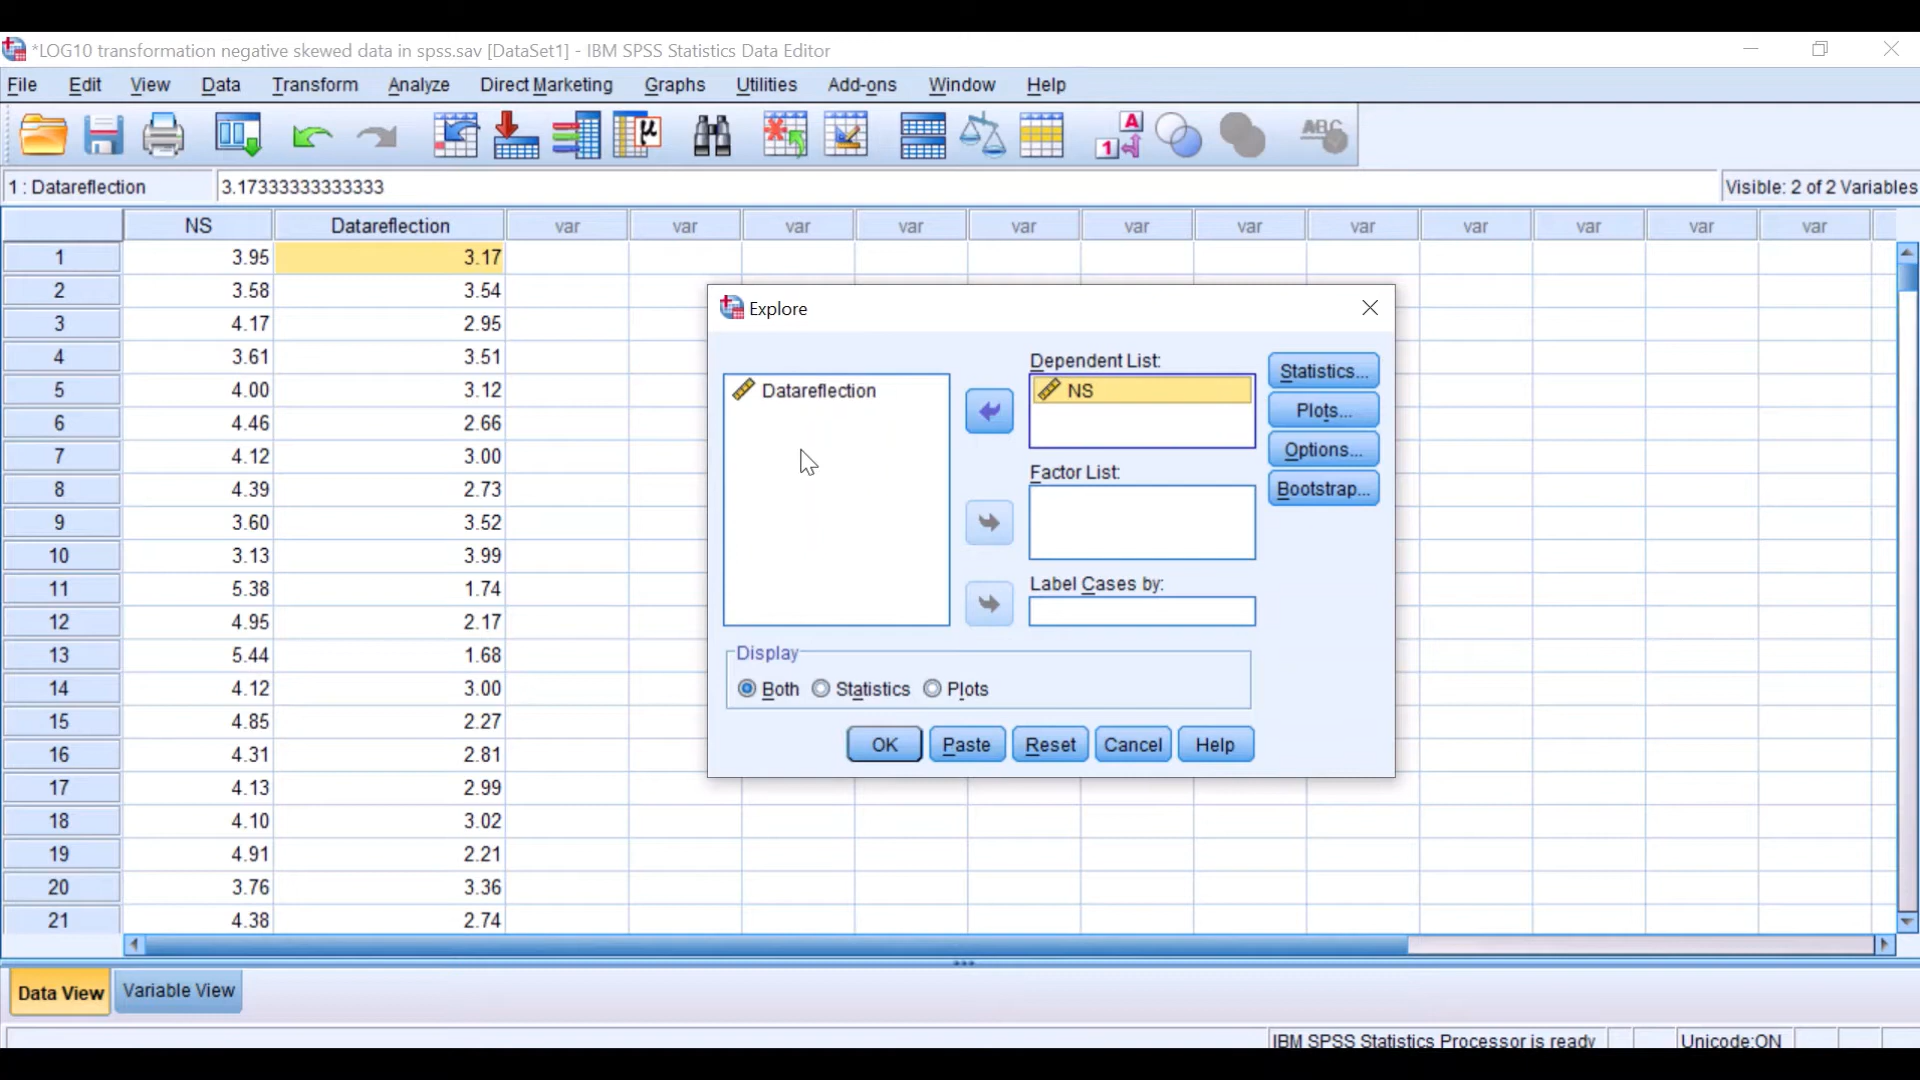 *LOG10 transformation negative skewed data in spss.sav [DataSet1] - IBM SPSS Statistics Data Editor
File Edit View Data Transform Analyze Direct Marketing Graphs Utilities Add-ons Window Help
1 : Datareflection 3.17333333333333 Visible: 2 of 2 Variables
NS Datareflection var var var var var var var var var var var var
1 3.95 3.17
2 3.58 3.54
3 4.17 2.95
4 3.61 3.51
5 4.00 3.12
6 4.46 2.66
7 4.12 3.00
8 4.39 2.73
9 3.60 3.52
10 3.13 3.99
11 5.38 1.74
12 4.95 2.17
13 5.44 1.68
14 4.12 3.00
15 4.85 2.27
16 4.31 2.81
17 4.13 2.99
18 4.10 3.02
19 4.91 2.21
20 3.76 3.36
21 4.38 2.74
Explore
Datareflection
Dependent List:
NS
Factor List:
Label Cases by:
Statistics...
Plots...
Options...
Bootstrap...
Display
Both Statistics Plots
OK Paste Reset Cancel Help
Data View Variable View
IBM SPSS Statistics Processor is ready Unicode:ON